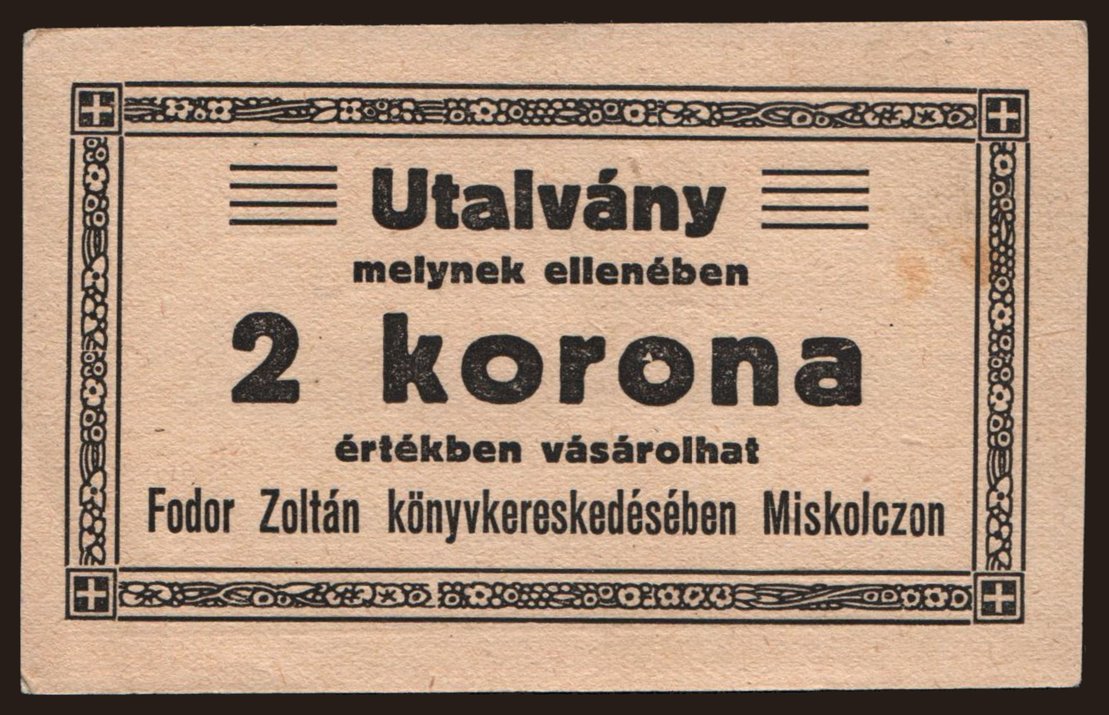 Utalvány
melynek ellenében
2 korona
értékben vásárolhat
Fodor Zoltán könyvkereskedésében Miskolczon